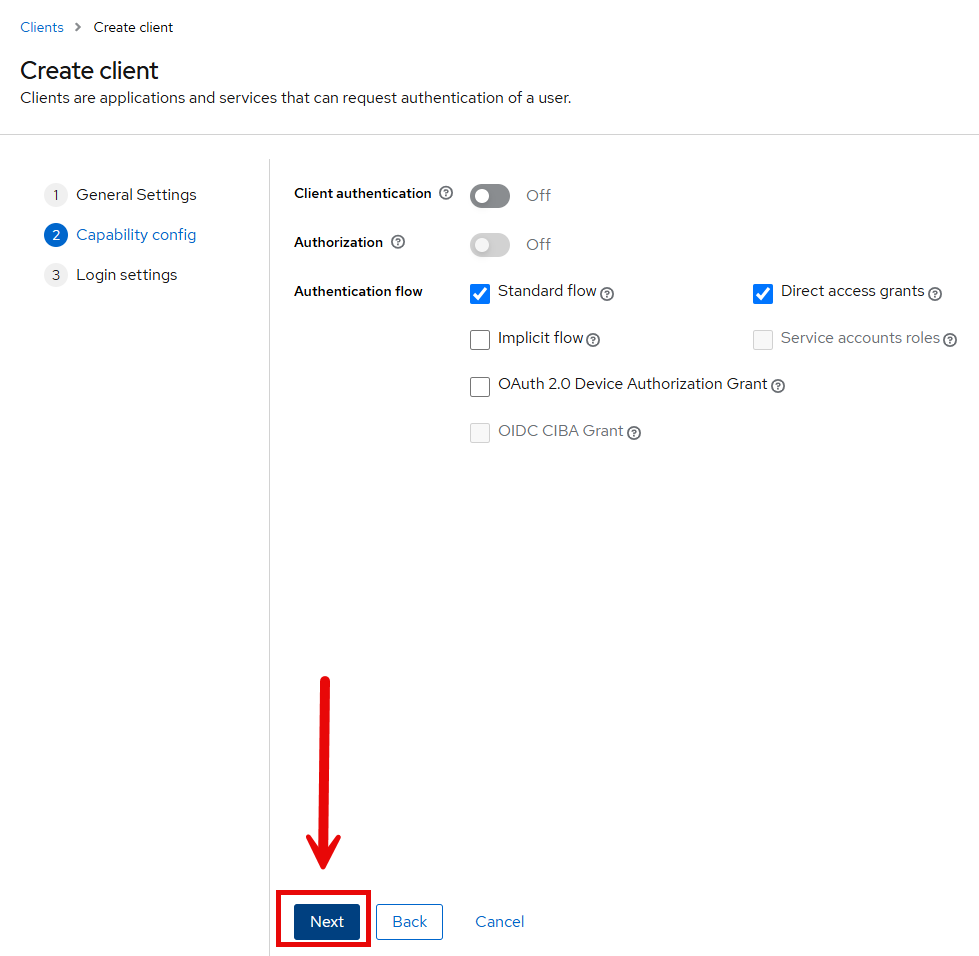 Clients > Create client
Create client
Clients are applications and services that can request authentication of a user.
1 General Settings
2 Capability config
3 Login settings
Client authentication Off
Authorization Off
Authentication flow
Standard flow
Direct access grants
Implicit flow
Service accounts roles
OAuth 2.0 Device Authorization Grant
OIDC CIBA Grant
Next Back Cancel